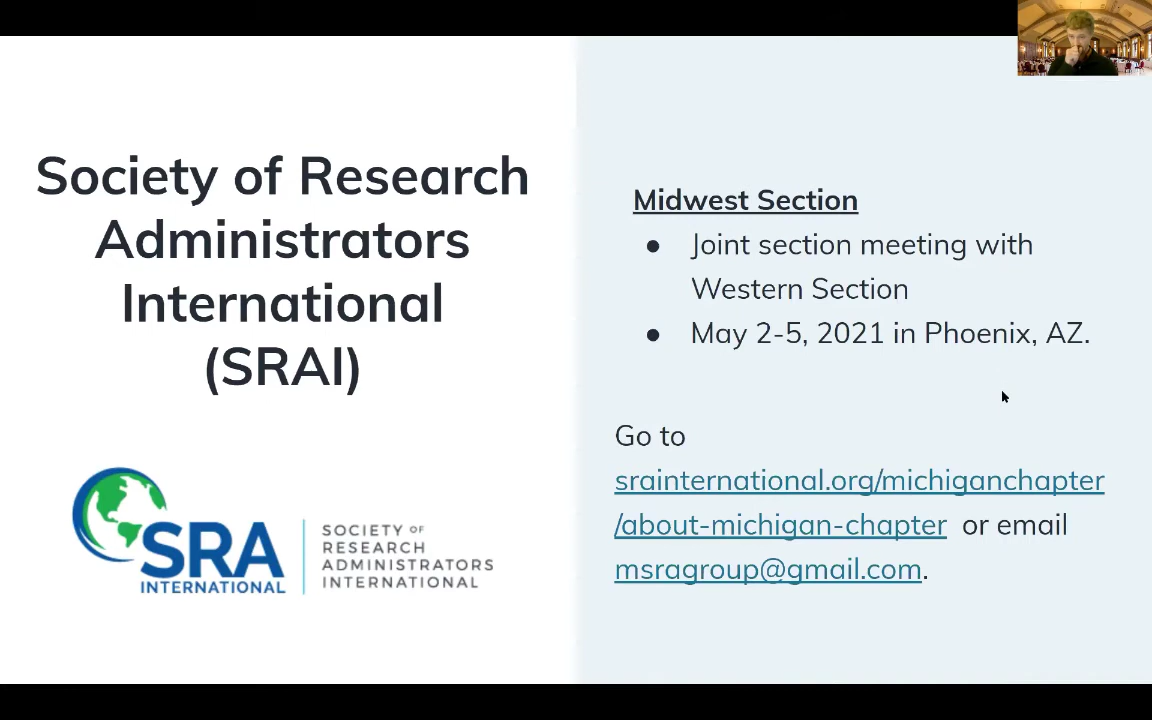 Society of Research
Administrators
International
(SRAI)
SRA
INTERNATIONAL
SOCIETY OF
RESEARCH
ADMINISTRATORS
INTERNATIONAL
Midwest Section
● Joint section meeting with
Western Section
● May 2-5, 2021 in Phoenix, AZ.
Go to
srainternational.org/michiganchapter
/about-michigan-chapter or email
msragroup@gmail.com.